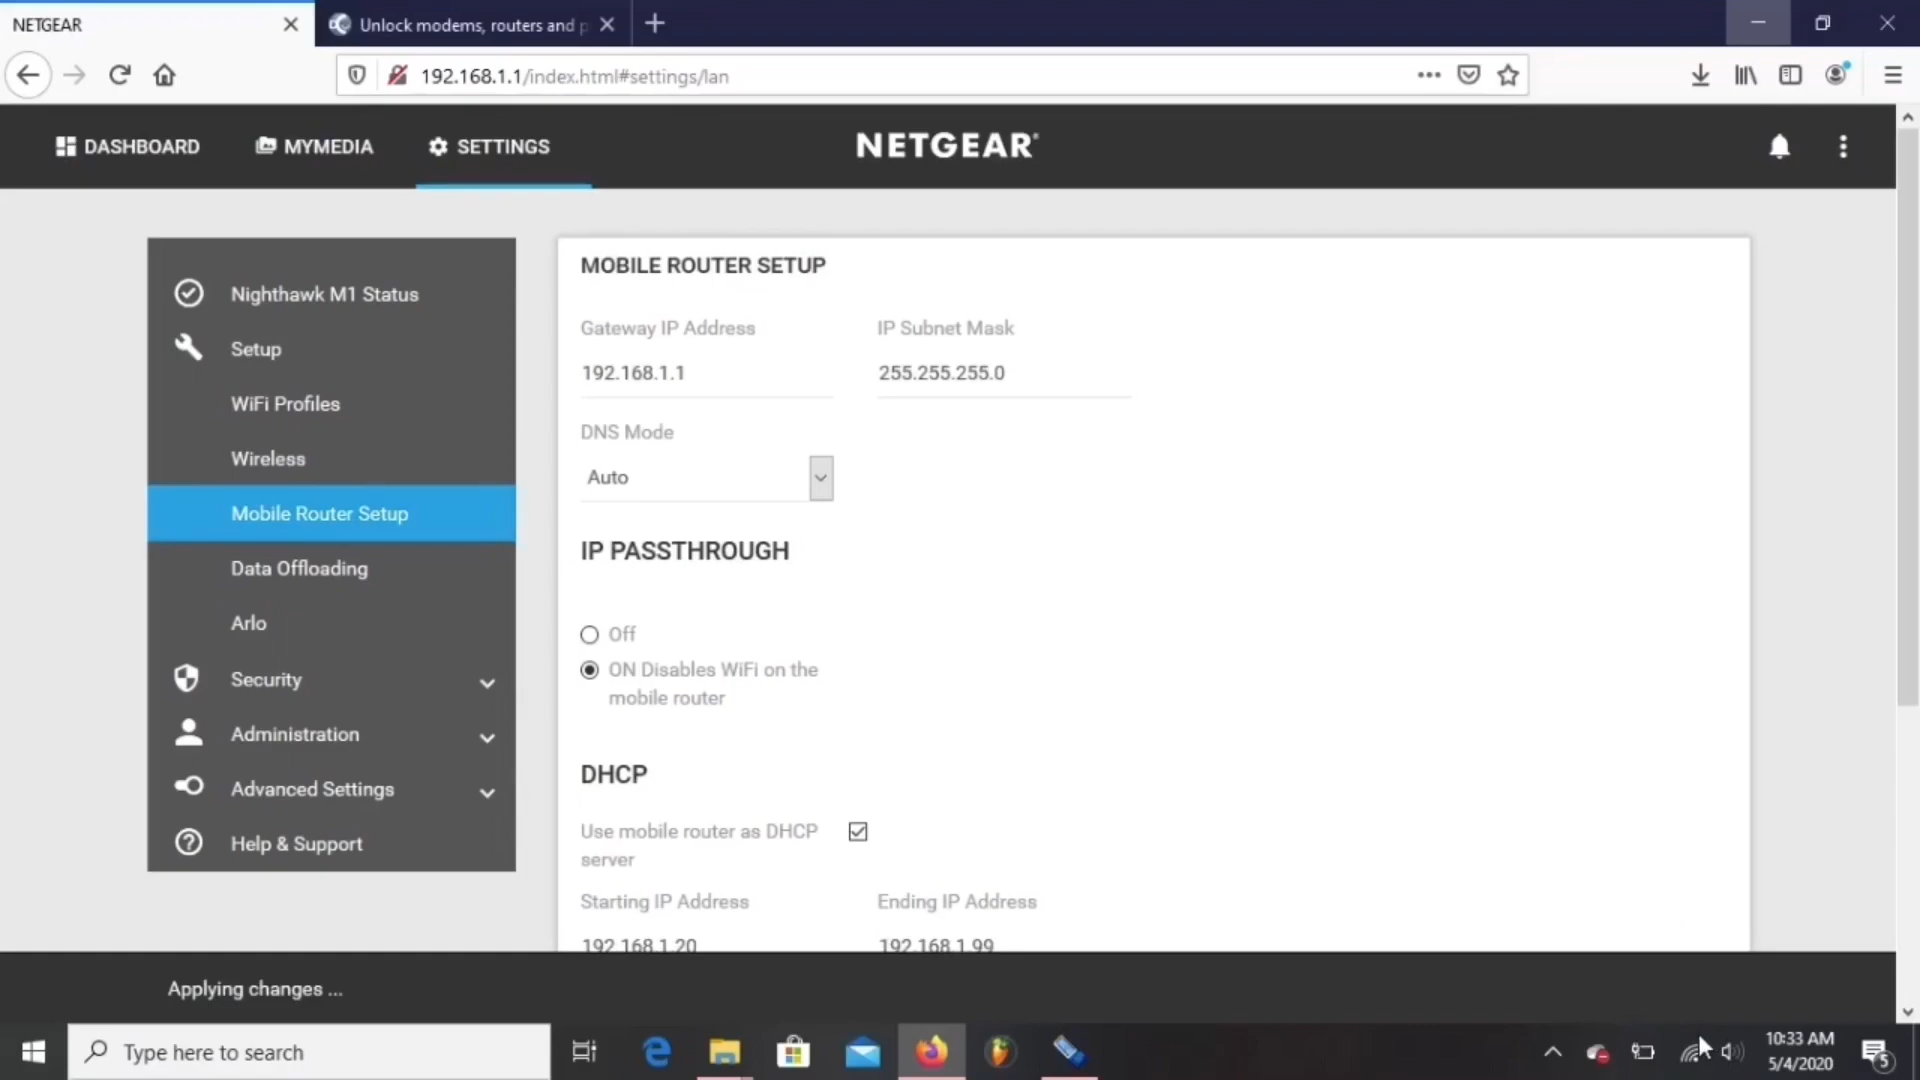 NETGEAR
Unlock modems, routers and p
192.168.1.1/index.html#settings/lan
DASHBOARD
MYMEDIA
SETTINGS
NETGEAR®
Nighthawk M1 Status
Setup
WiFi Profiles
Wireless
Mobile Router Setup
Data Offloading
Arlo
Security
Administration
Advanced Settings
Help & Support
MOBILE ROUTER SETUP
Gateway IP Address
IP Subnet Mask
192.168.1.1
255.255.255.0
DNS Mode
Auto
IP PASSTHROUGH
Off
ON Disables WiFi on the
mobile router
DHCP
Use mobile router as DHCP
server
Starting IP Address
Ending IP Address
192.168.1.20
192.168.1.99
Applying changes ...
Type here to search
10:33 AM
5/4/2020
5